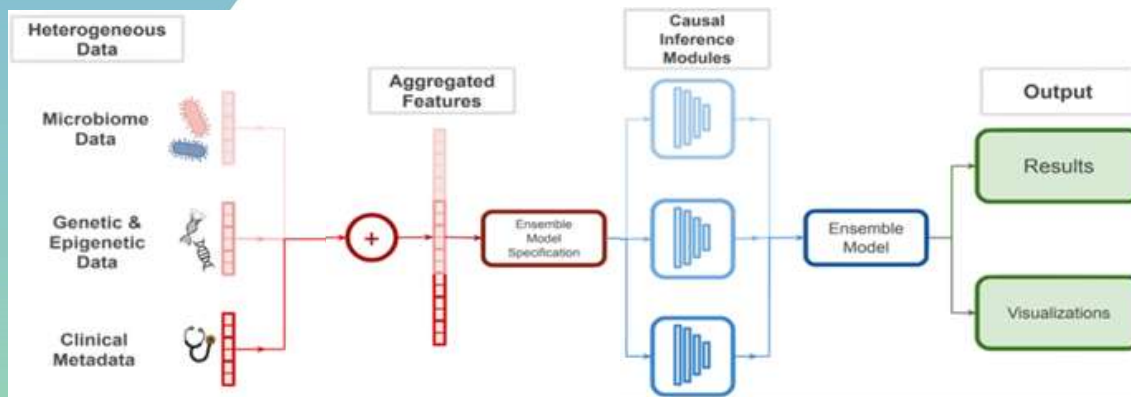 Heterogeneous
Data
Microbiome
Data
Genetic &
Epigenetic
Data
Clinical
Metadata
Aggregated
Features
+
Ensemble
Model
Specification
Causal
Inference
Modules
Ensemble
Model
Output
Results
Visualizations